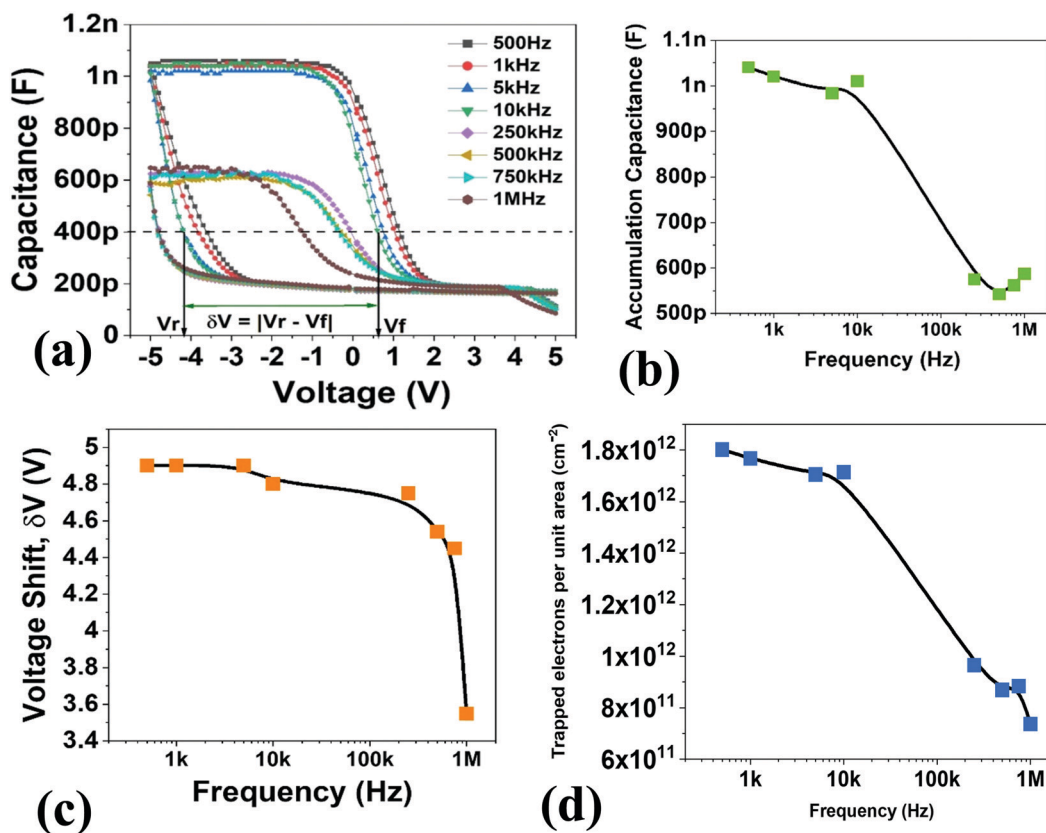 1.2n
1n
800p
600p
400p
200p
0
Capacitance (F)
500Hz
1kHz
5kHz
10kHz
250kHz
500kHz
750kHz
1MHz
Vr
δV = |Vr - Vf|
Vf
-5 -4 -3 -2 -1 0 1 2 3 4 5
Voltage (V)
(a)
1.1n
1n
900p
800p
700p
600p
500p
Accumulation Capacitance (F)
1k 10k 100k 1M
Frequency (Hz)
(b)
5
4.8
4.6
4.4
4.2
4
3.8
3.6
3.4
Voltage Shift, δV (V)
1k 10k 100k 1M
Frequency (Hz)
(c)
1.8x10¹²
1.6x10¹²
1.4x10¹²
1.2x10¹²
1x10¹²
8x10¹¹
6x10¹¹
Trapped electrons per unit area (cm⁻²)
1k 10k 100k 1M
Frequency (Hz)
(d)